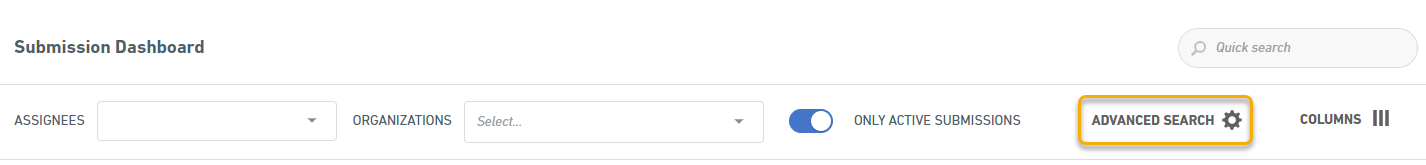 Submission Dashboard
Quick search
ASSIGNEES
ORGANIZATIONS Select... ONLY ACTIVE SUBMISSIONS ADVANCED SEARCH COLUMNS